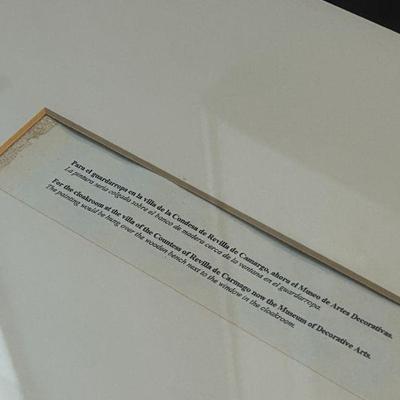 Para el guardarropa en la villa de la Condesa de Revilla de Camargo, ahora el Museo de Artes Decorativas.
La pintura sería colgada sobre el banco de madera cerca de la ventana en el guardarropa.
For the cloakroom at the villa of the Countess of Revilla de Carmago now the Museum of Decorative Arts.
The painting would be hung over the wooden bench next to the window in the cloakroom.